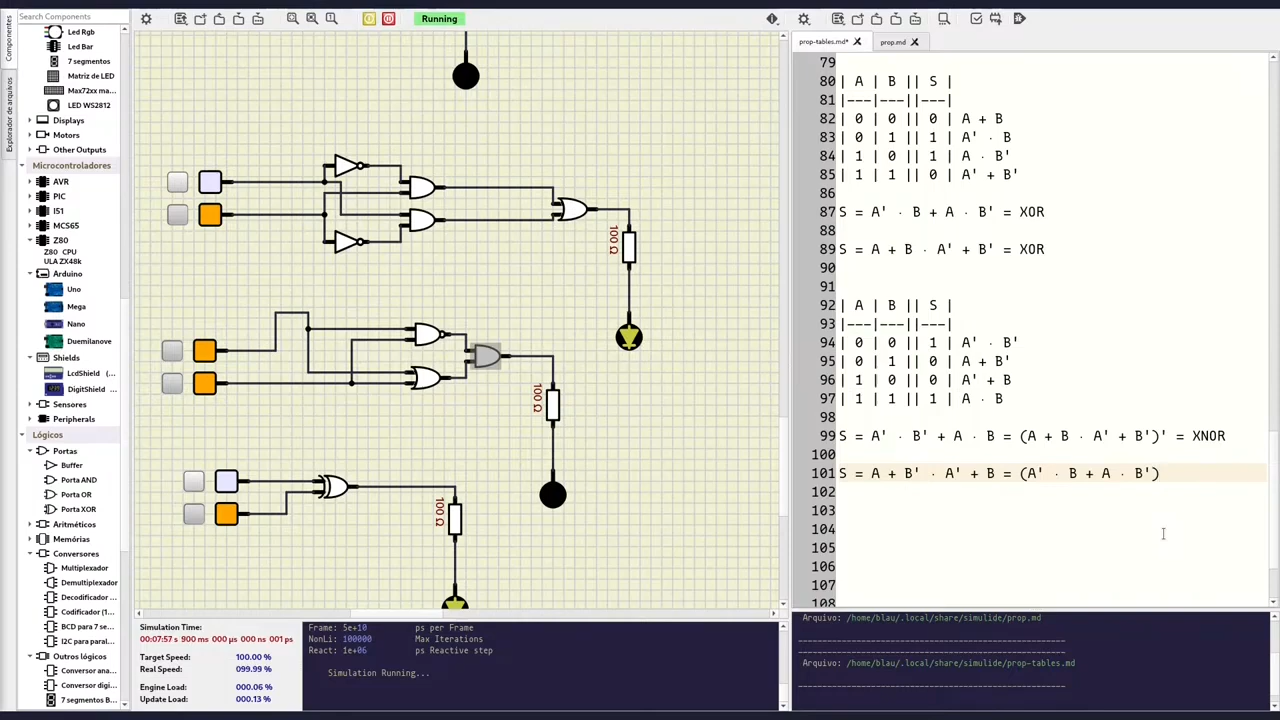 Search Components
Componentes
Explorador de arquivos
Led Rgb
Led Bar
7 segmentos
Matriz de LED
Max72xx ma...
LED WS2812
Displays
Motors
Other Outputs
Microcontroladores
AVR
PIC
I51
MCS65
Z80
Z80 CPU
ULA ZX48k
Arduino
Uno
Mega
Nano
Duemilanove
Shields
LcdShield (...
DigitShield ...
Sensores
Peripherals
Lógicos
Portas
Buffer
Porta AND
Porta OR
Porta XOR
Aritméticos
Memórias
Conversores
Multiplexador
Demultiplexador
Decodificador ...
Codificador (1...
BCD para 7 se...
I2C para paral...
Outros lógicos
Conversor ana...
Conversor digi...
7 segmentos B...
Running
100 Ω
100 Ω
100 Ω
Simulation Time:
00:07:57 s 900 ms 000 µs 000 ns 001 ps
Target Speed: 100.00 %
Real Speed: 099.99 %
Engine Load: 000.06 %
Update Load: 000.13 %
Frame: 5e+10 ps per Frame
NonLi: 100000 Max Iterations
React: 1e+06 ps Reactive step
Simulation Running...
prop-tables.md* prop.md
79
80 | A | B || S |
81 |---|---||---|
82 | 0 | 0 || 0 | A + B
83 | 0 | 1 || 1 | A' · B
84 | 1 | 0 || 1 | A · B'
85 | 1 | 1 || 0 | A' + B'
86
87 S = A' · B + A · B' = XOR
88
89 S = A + B · A' + B' = XOR
90
91
92 | A | B || S |
93 |---|---||---|
94 | 0 | 0 || 1 | A' · B'
95 | 0 | 1 || 0 | A + B'
96 | 1 | 0 || 0 | A' + B
97 | 1 | 1 || 1 | A · B
98
99 S = A' · B' + A · B = (A + B · A' + B')' = XNOR
100
101 S = A + B' · A' + B = (A' · B + A · B')
102
103
104
105
106
107
108
Arquivo: /home/blau/.local/share/simulide/prop.md
Arquivo: /home/blau/.local/share/simulide/prop-tables.md